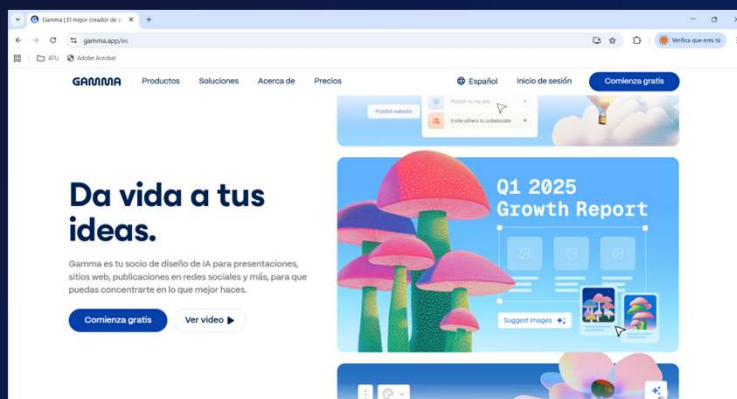 Gamma | El mejor creador de p
gamma.app/es
Verifica que eres tú
ATU
Adobe Acrobat
GAMMA
Productos
Soluciones
Acerca de
Precios
Español
Inicio de sesión
Comienza gratis
Publish website
Publish to my site
Invite others to collaborate
Da vida a tus
ideas.
Gamma es tu socio de diseño de IA para presentaciones,
sitios web, publicaciones en redes sociales y más, para que
puedas concentrarte en lo que mejor haces.
Comienza gratis
Ver video
Q1 2025
Growth Report
Suggest images